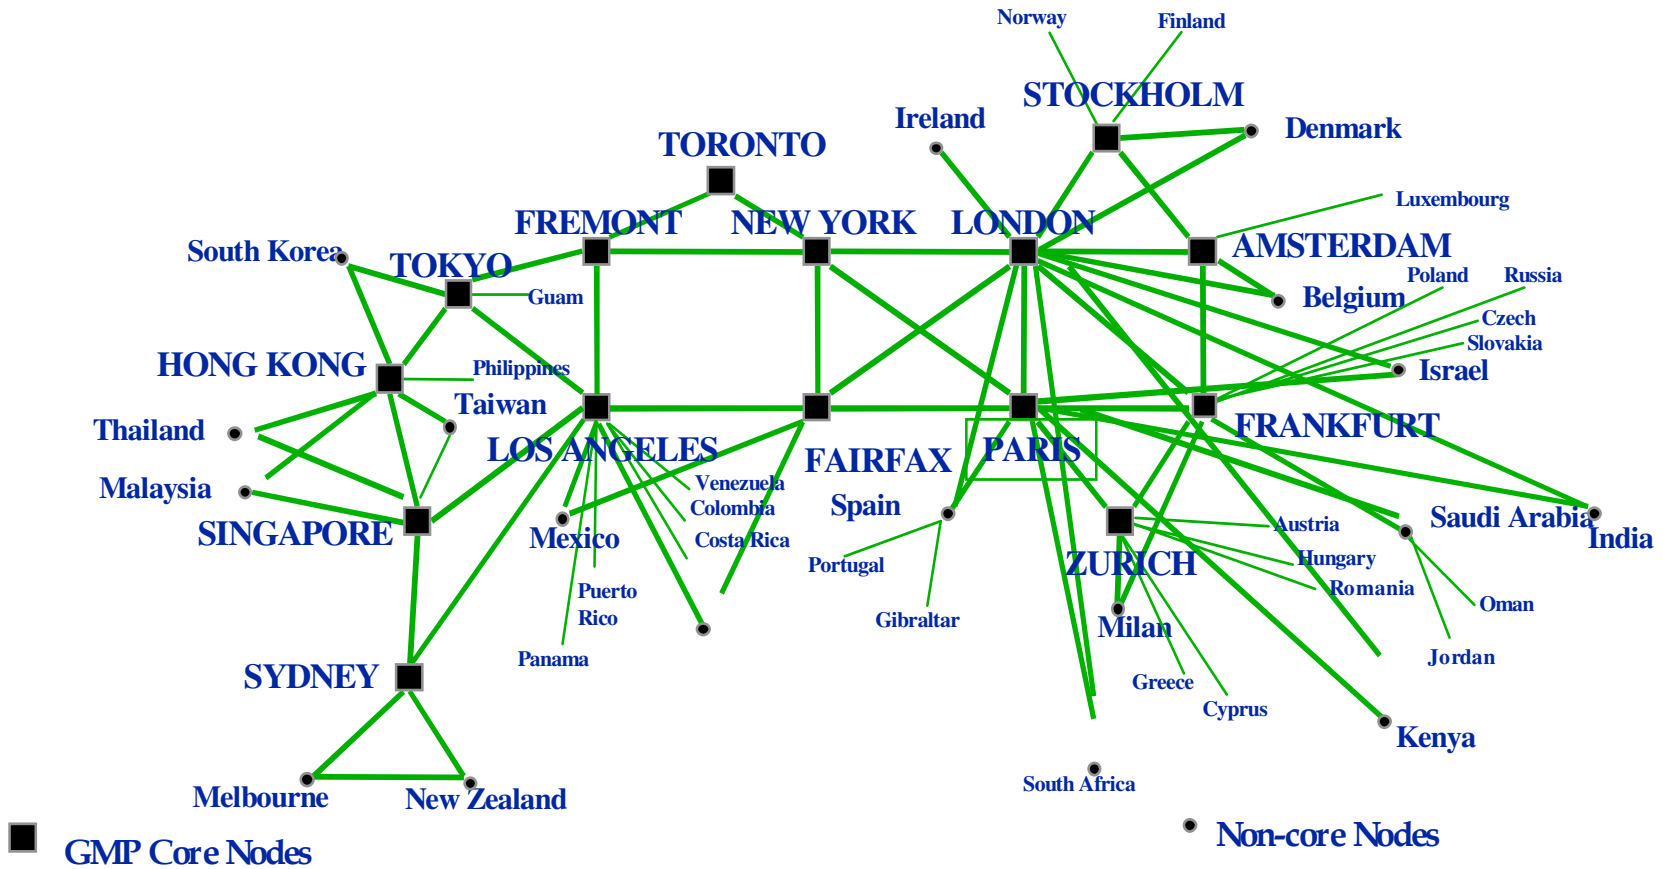 Norway
Finland
STOCKHOLM
Ireland
Denmark
TORONTO
Luxembourg
FREMONT
NEW YORK
LONDON
South Korea
TOKYO
AMSTERDAM
Poland
Russia
Guam
Belgium
Czech
Slovakia
HONG KONG
Philippines
Israel
Taiwan
Thailand
LOS ANGELES
FAIRFAX
PARIS
FRANKFURT
Malaysia
Venezuela
Colombia
Spain
Saudi Arabia
SINGAPORE
Mexico
Costa Rica
Austria
India
Portugal
ZURICH
Hungary
Puerto
Rico
Romania
Gibraltar
Milan
Oman
Panama
Jordan
SYDNEY
Greece
Cyprus
Kenya
South Africa
Melbourne
New Zealand
GMP Core Nodes
Non-core Nodes